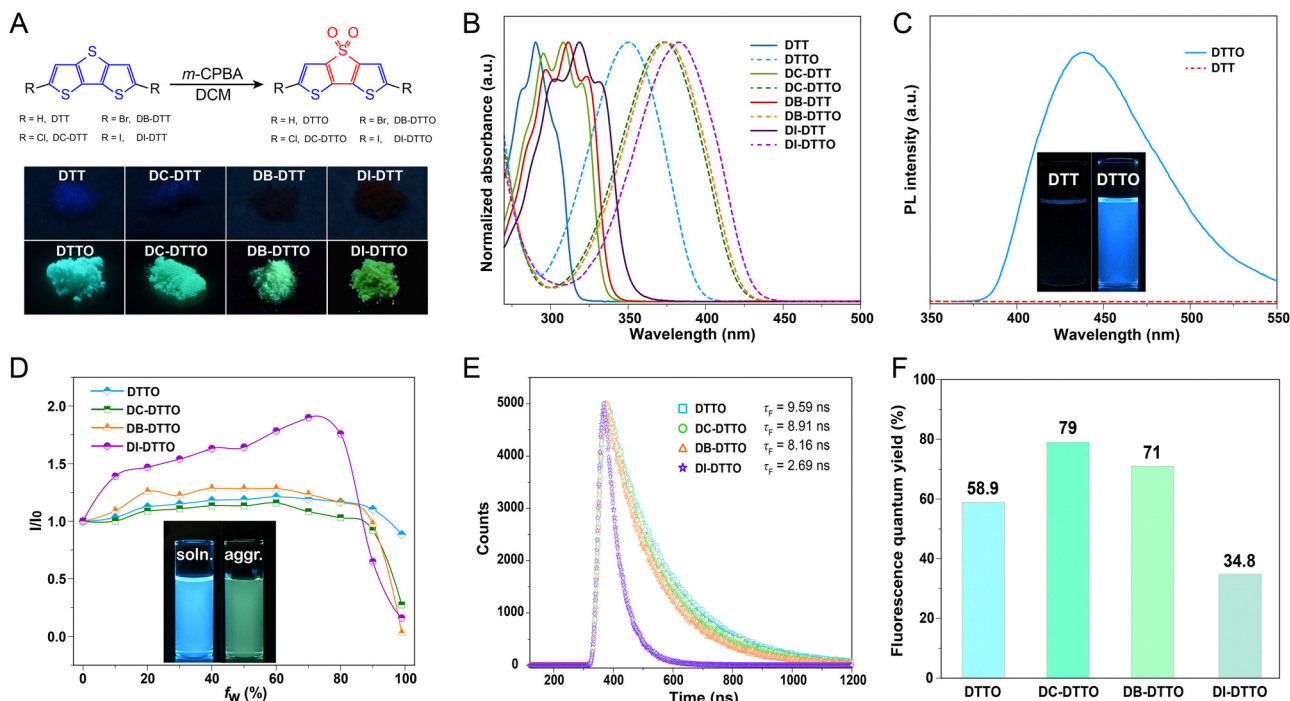 A
S
S
S
R
R
m-CPBA
DCM
O
O
S
S
S
R
R
R = H, DTT R = Br, DB-DTT
R = Cl, DC-DTT R = I, DI-DTT
R = H, DTTO R = Br, DB-DTTO
R = Cl, DC-DTTO R = I, DI-DTTO
DTT DC-DTT DB-DTT DI-DTT
DTTO DC-DTTO DB-DTTO DI-DTTO
B
Normalized absorbance (a.u.)
DTT
DTTO
DC-DTT
DC-DTTO
DB-DTT
DB-DTTO
DI-DTT
DI-DTTO
300 350 400 450 500
Wavelength (nm)
C
PL intensity (a.u.)
DTTO
DTT
DTT DTTO
350 400 450 500 550
Wavelength (nm)
D
I/I0
2.0
1.5
1.0
0.5
0.0
DTTO
DC-DTTO
DB-DTTO
DI-DTTO
soln. aggr.
0 20 40 60 80 100
fw (%)
E
Counts
5000
4000
3000
2000
1000
0
DTTO τF = 9.59 ns
DC-DTTO τF = 8.91 ns
DB-DTTO τF = 8.16 ns
DI-DTTO τF = 2.69 ns
200 400 600 800 1000 1200
Time (ns)
F
Fluorescence quantum yield (%)
100
80
60
40
20
0
58.9
79
71
34.8
DTTO DC-DTTO DB-DTTO DI-DTTO